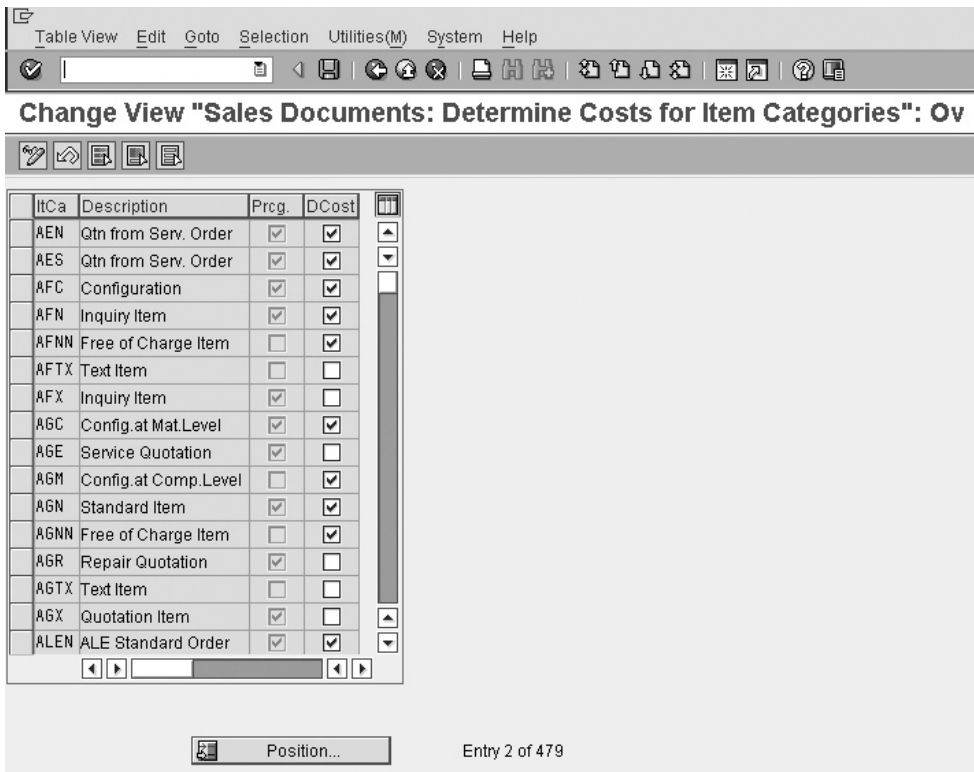 Table View Edit Goto Selection Utilities(M) System Help
Change View "Sales Documents: Determine Costs for Item Categories": Ov
ItCa Description Prcg. DCost
AEN Qtn from Serv. Order
AES Qtn from Serv. Order
AFC Configuration
AFN Inquiry Item
AFNN Free of Charge Item
AFTX Text Item
AFX Inquiry Item
AGC Config.at Mat.Level
AGE Service Quotation
AGM Config.at Comp.Level
AGN Standard Item
AGNN Free of Charge Item
AGR Repair Quotation
AGTX Text Item
AGX Quotation Item
ALEN ALE Standard Order
Position... Entry 2 of 479